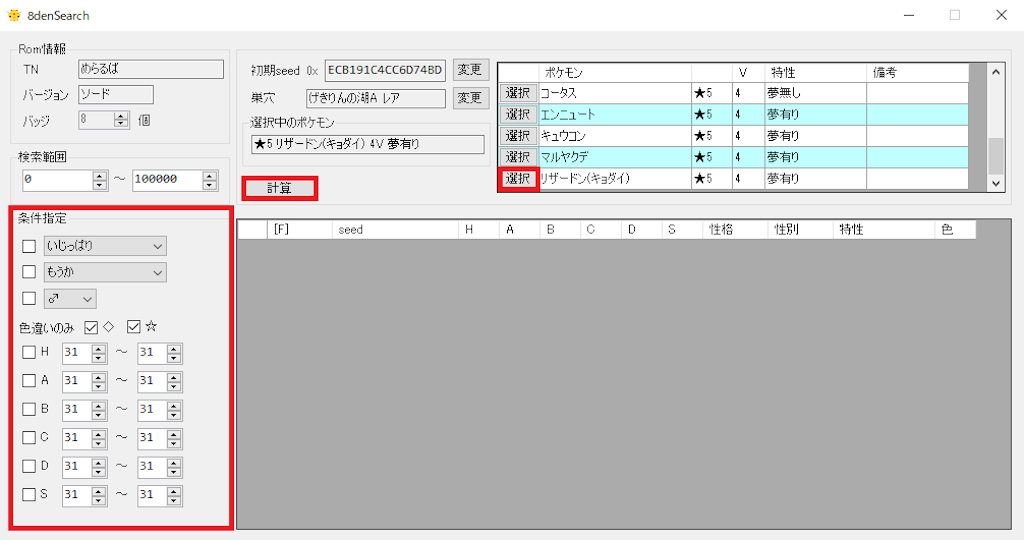 8denSearch
Rom情報
TN めらるば
バージョン ソード
バッジ 8 個
検索範囲
0 ～ 100000
条件指定
いじっぱり
もうか
♂
色違いのみ ◇ ☆
H 31 ～ 31
A 31 ～ 31
B 31 ～ 31
C 31 ～ 31
D 31 ～ 31
S 31 ～ 31
初期seed 0x ECB191C4CC6D74BD 変更
巣穴 げきりんの湖A レア 変更
選択中のポケモン
★5 リザードン(キョダイ) 4V 夢有り
計算
ポケモン V 特性 備考
選択 コータス ★5 4 夢無し
選択 エンニュート ★5 4 夢有り
選択 キュウコン ★5 4 夢有り
選択 マルヤクデ ★5 4 夢有り
選択 リザードン(キョダイ) ★5 4 夢有り
[F] seed H A B C D S 性格 性別 特性 色